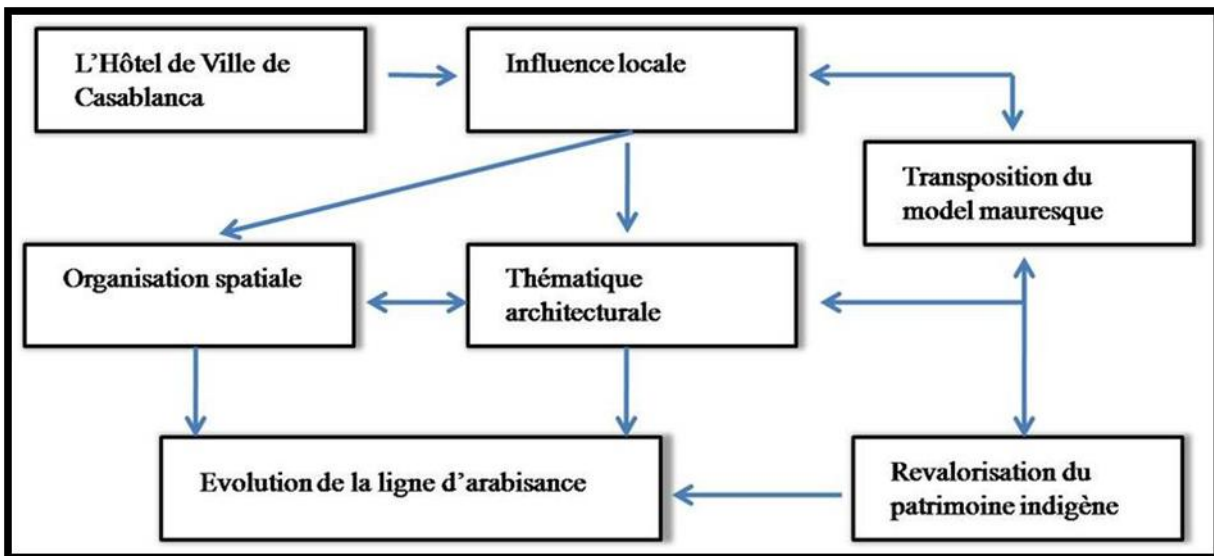 L'Hôtel de Ville de
Casablanca
Influence locale
Transposition du
model mauresque
Organisation spatiale
Thématique
architecturale
Evolution de la ligne d'arabisance
Revalorisation du
patrimoine indigène